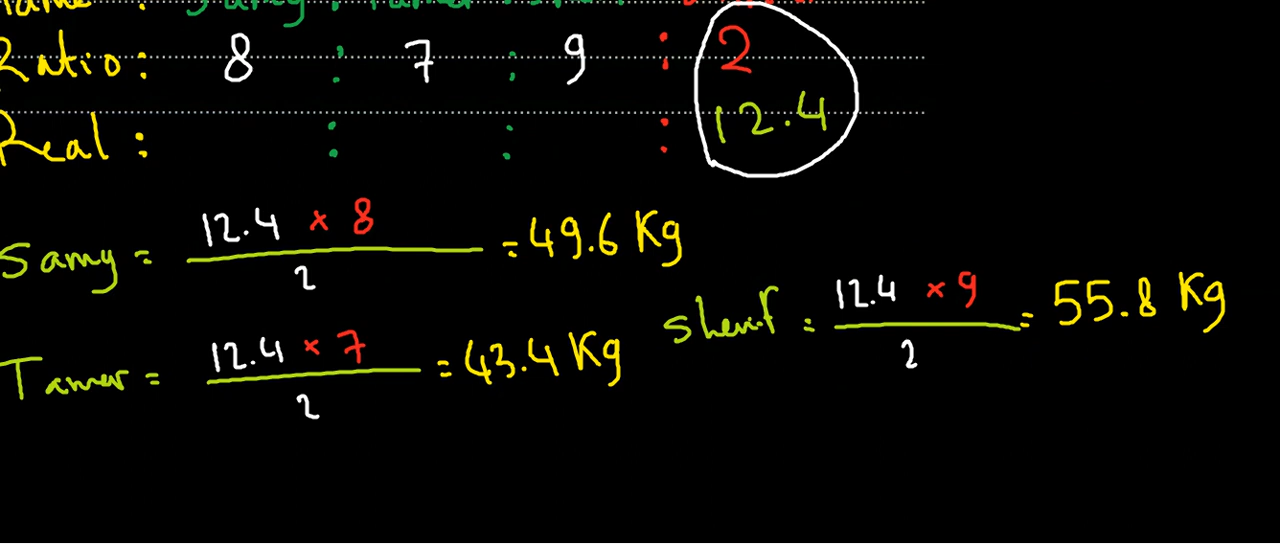 Ratio: 8 : 7 : 9 : 2
Real: : : : 12.4
Samy = 12.4 × 8 / 2 = 49.6 Kg
Sherif = 12.4 × 9 / 2 = 55.8 Kg
Tamer = 12.4 × 7 / 2 = 43.4 Kg